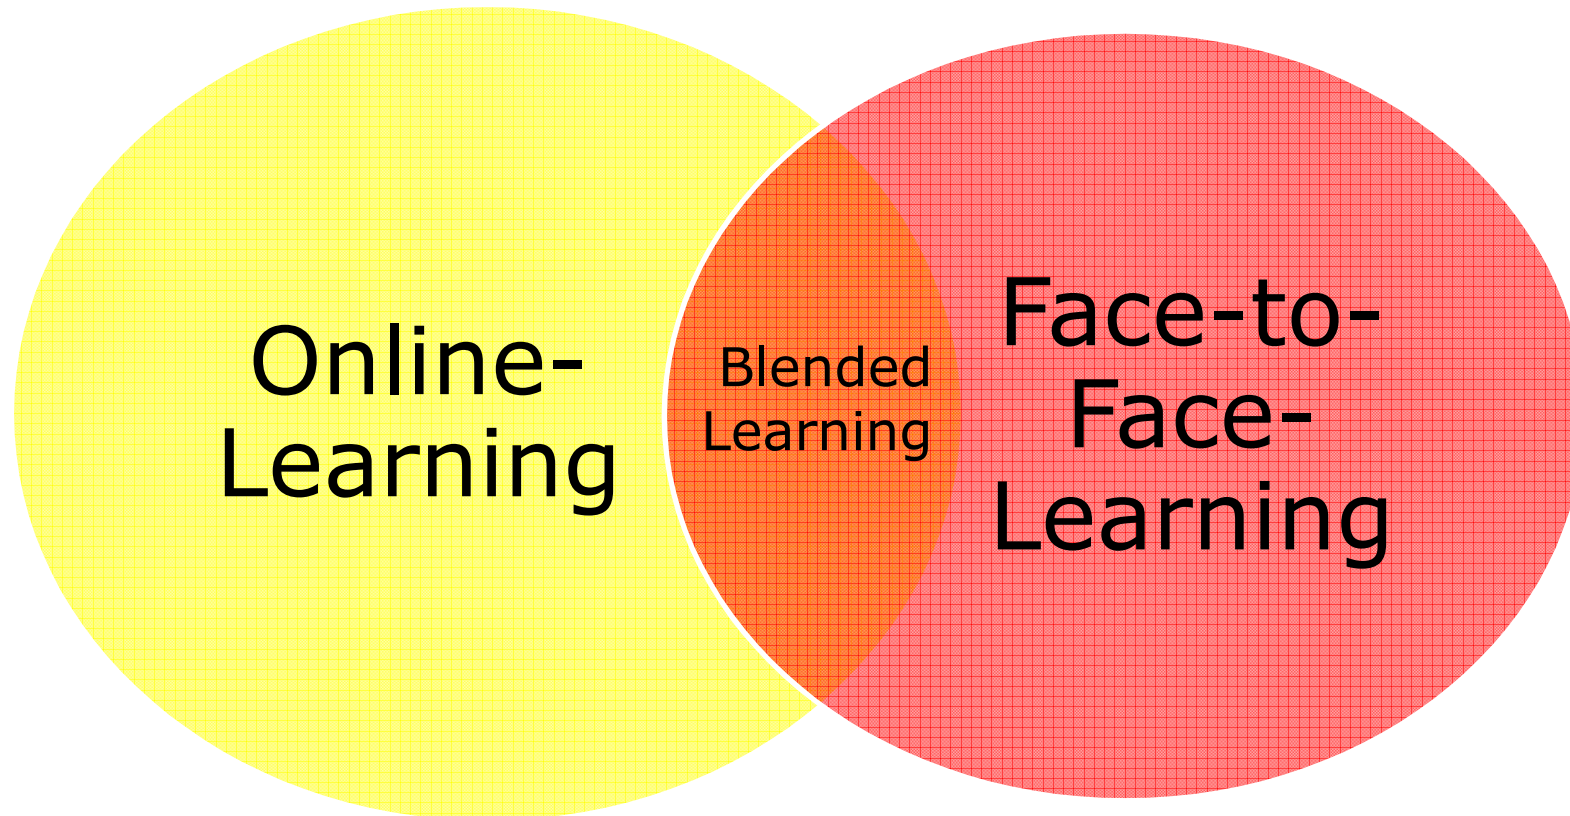 Online-
Learning
Blended
Learning
Face-to-
Face-
Learning